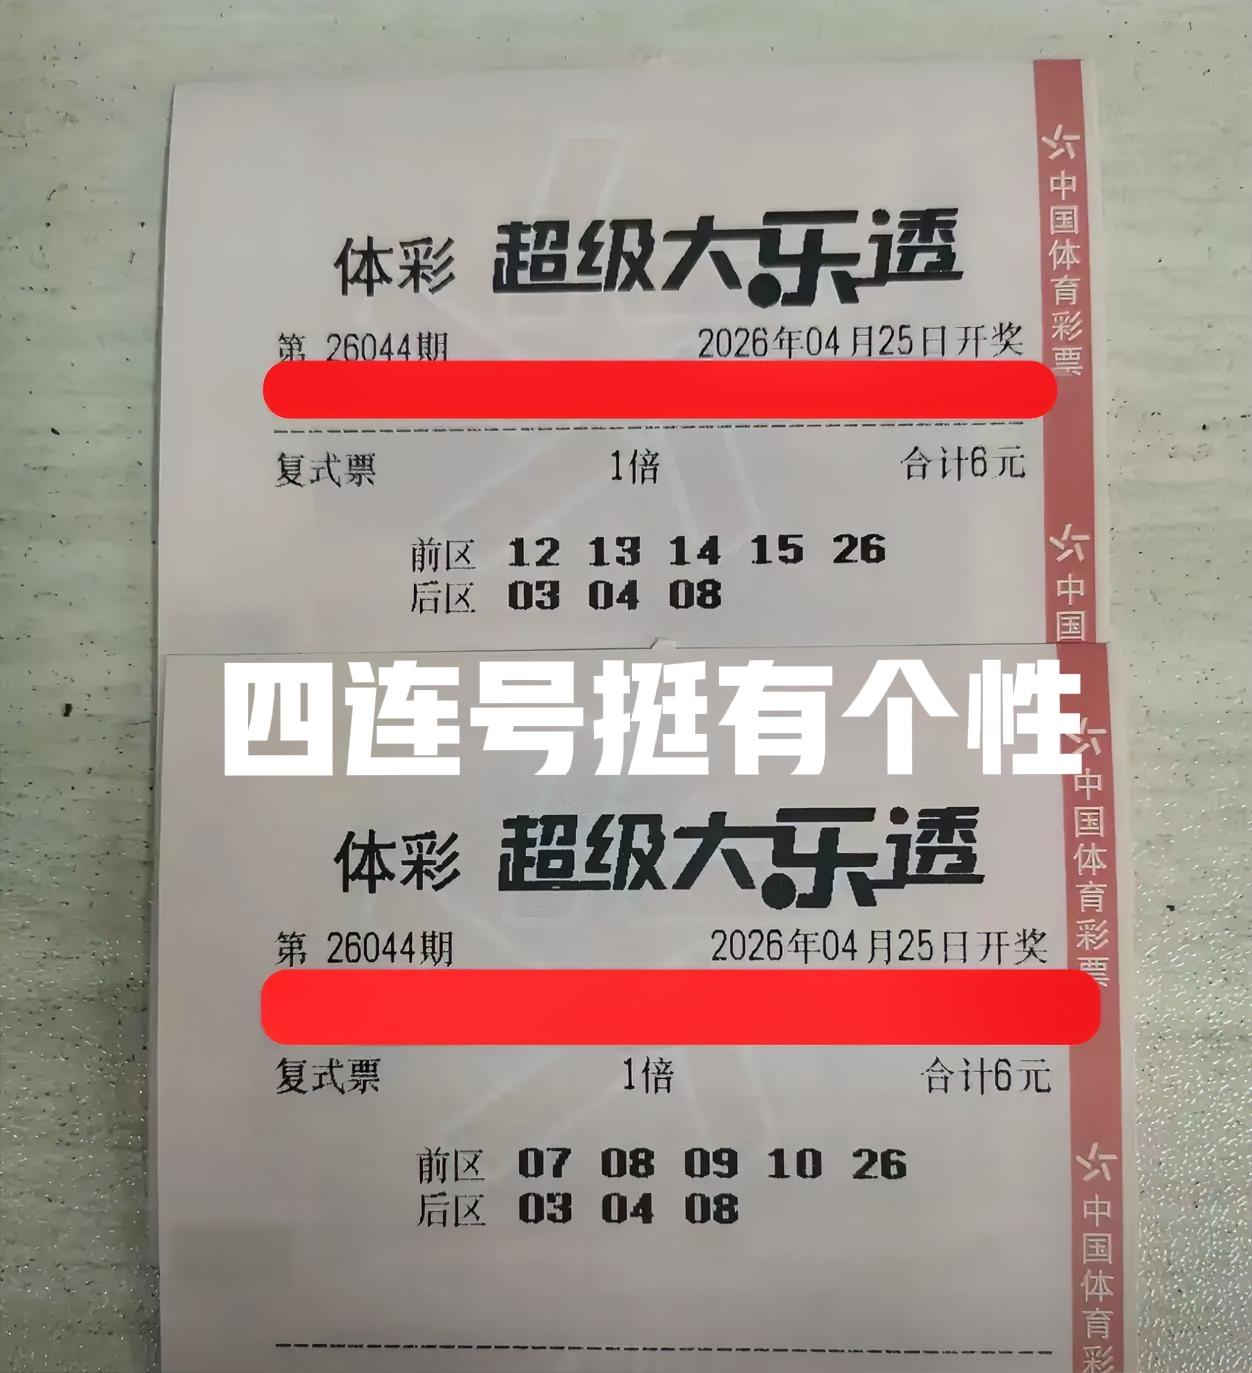 体彩 超级大乐透
第 26044期 2026年04月25日开奖
复式票 1倍 合计6元
前区 12 13 14 15 26
后区 03 04 08
中国体育彩票
中国
四连号挺有个性
体彩 超级大乐透
第 26044期 2026年04月25日开奖
复式票 1倍 合计6元
前区 07 08 09 10 26
后区 03 04 08
中国体育彩票
中国体育彩